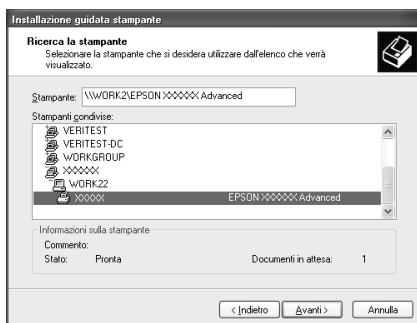 Installazione guidata stampante
Ricerca la stampante
Selezionare la stampante che si desidera utilizzare dall'elenco che verrà
visualizzato.
Stampante: \\WORK2\EPSON XXXXXX Advanced
Stampanti condivise:
VERITEST
VERITEST-DC
WORKGROUP
XXXXXX
WORK22
XXXXX EPSON XXXXXX Advanced
Informazioni sulla stampante
Commento:
Stato: Pronta Documenti in attesa: 1
< Indietro Avanti > Annulla